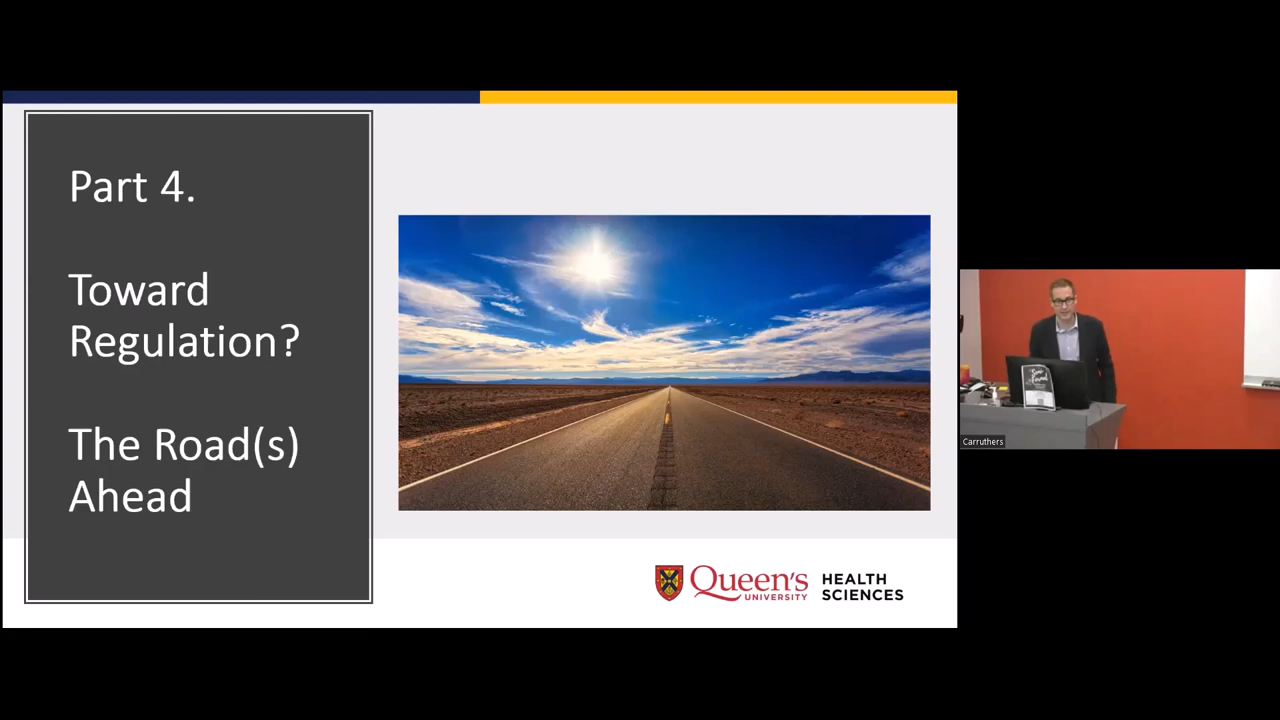 Part 4.
Toward
Regulation?
The Road(s)
Ahead
Queen's
UNIVERSITY
HEALTH
SCIENCES
Carruthers